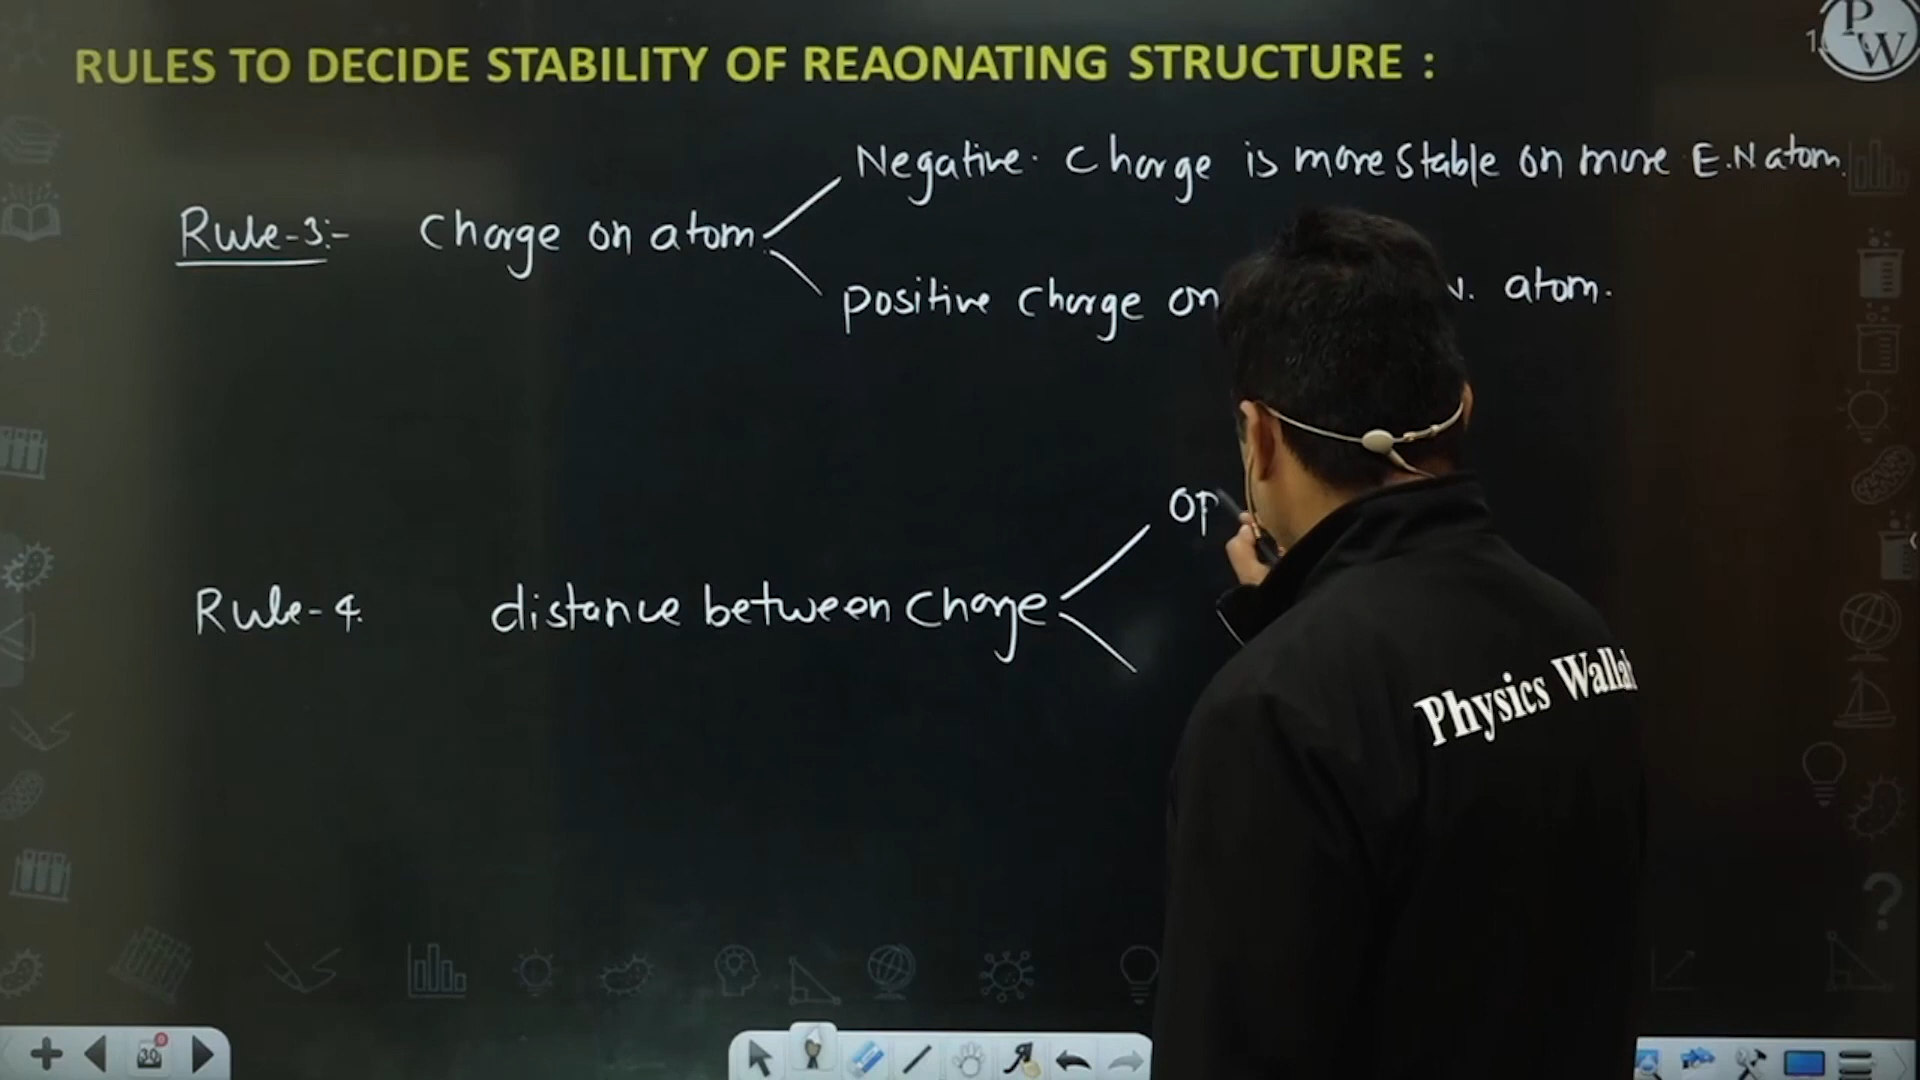 RULES TO DECIDE STABILITY OF REAONATING STRUCTURE :
PW
Negative Charge is more stable on more E.N atom.
Rule-3:- Charge on atom
positive charge on . atom.
op
Rule-4. distance between Charge
Physics Wallah